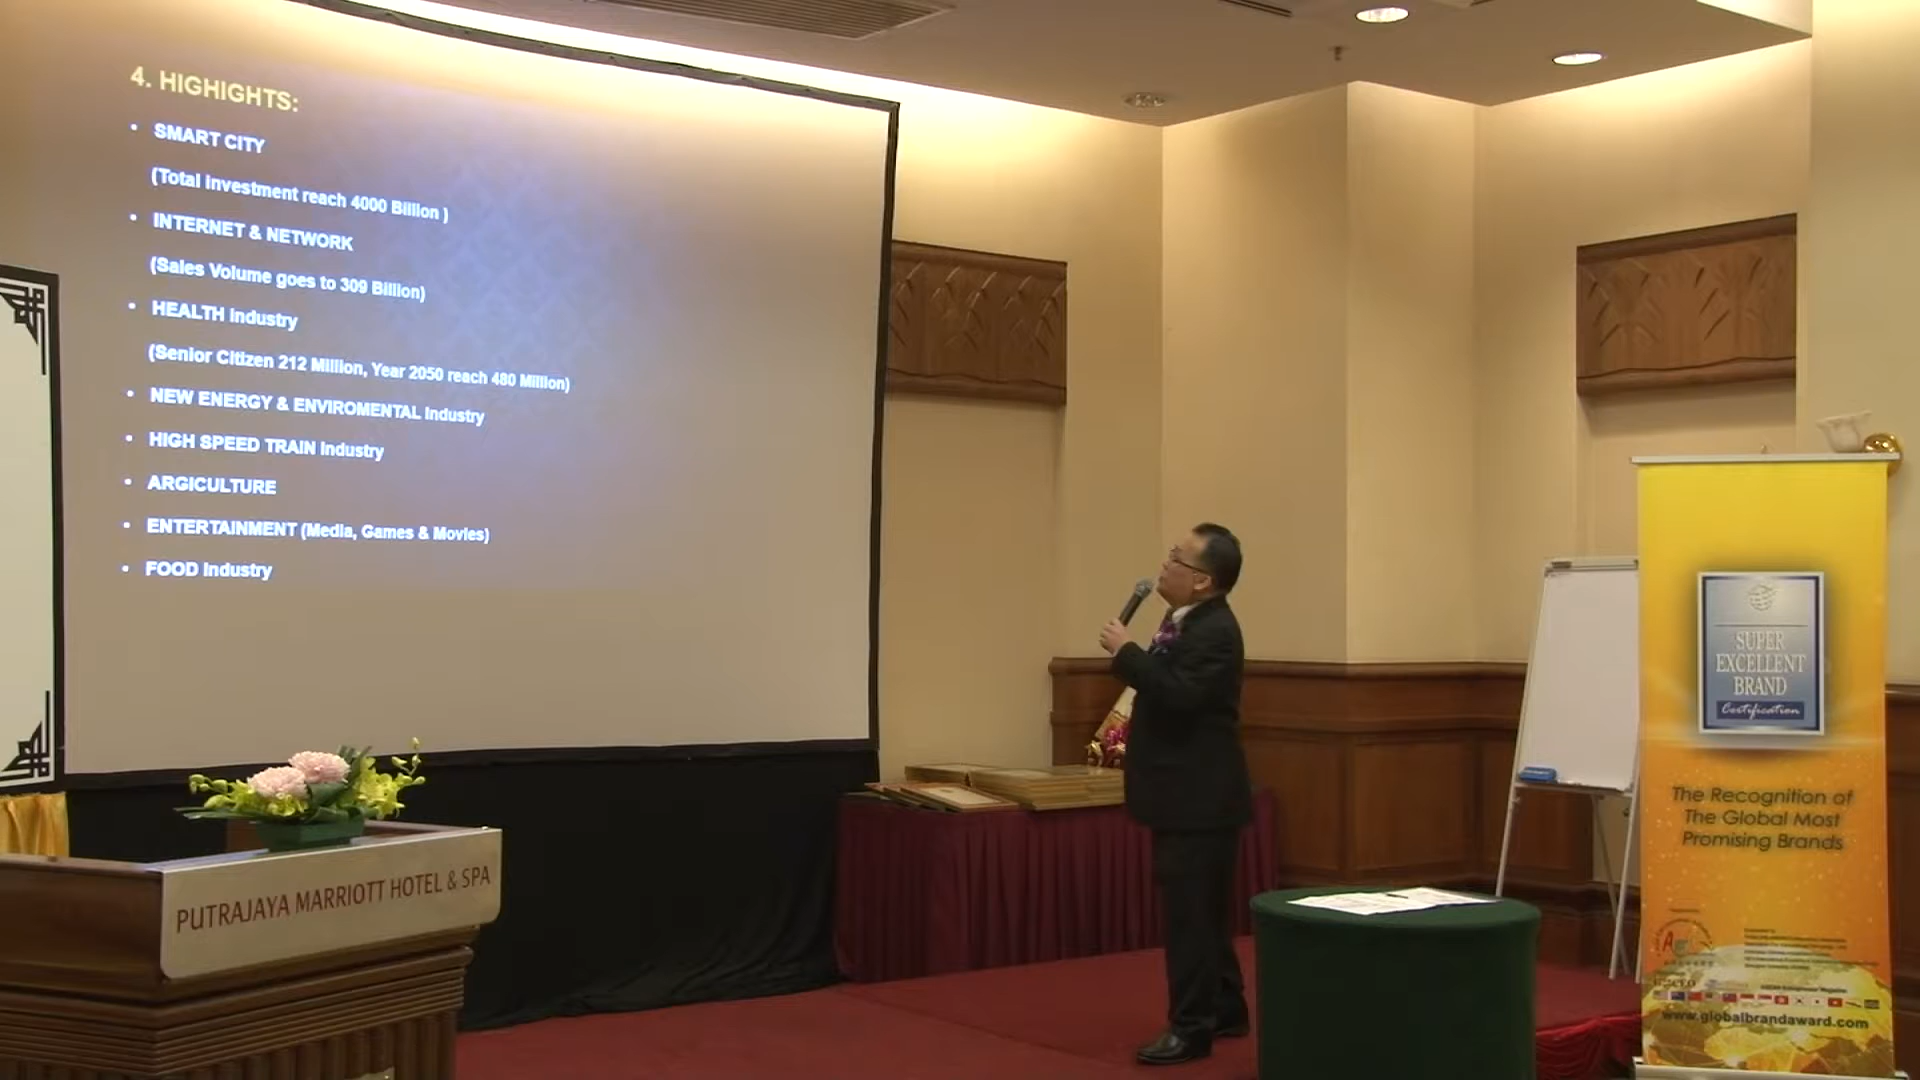 4. HIGHIGHTS:
• SMART CITY
(Total Investment reach 4000 Billion )
• INTERNET & NETWORK
(Sales Volume goes to 309 Billion)
• HEALTH Industry
(Senior Citizen 212 Million, Year 2050 reach 480 Million)
• NEW ENERGY & ENVIROMENTAL Industry
• HIGH SPEED TRAIN Industry
• ARGICULTURE
• ENTERTAINMENT (Media, Games & Movies)
• FOOD Industry
PUTRAJAYA MARRIOTT HOTEL & SPA
SUPER
EXCELLENT
BRAND
Certification
The Recognition of
The Global Most
Promising Brands
www.globalbrandaward.com